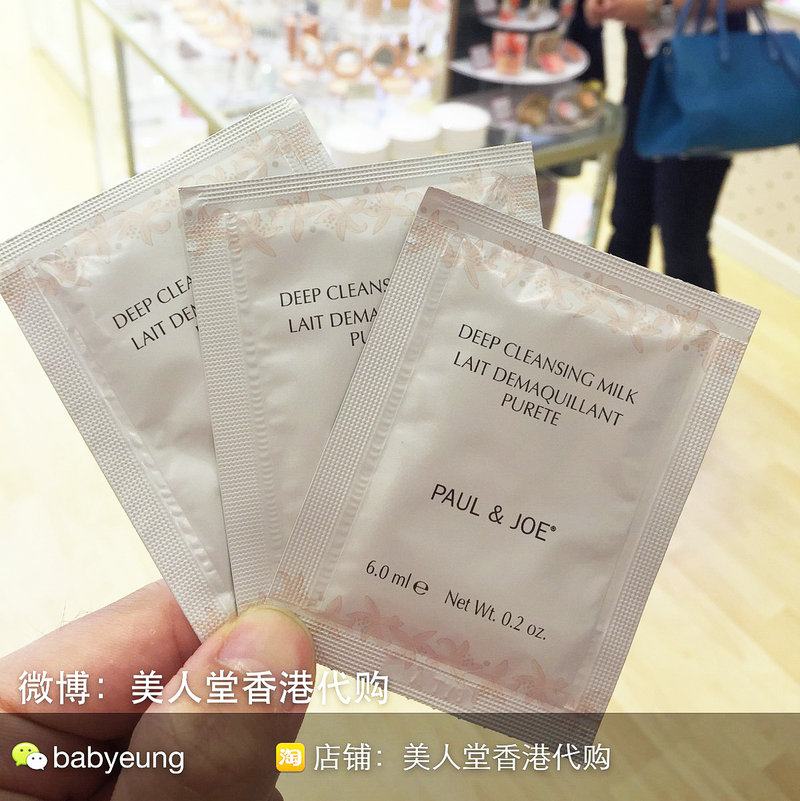 DEEP CLEA
LAIT DEM
DEEP CLEANS
LAIT DEMA
PU
DEEP CLEANSING MILK
LAIT DEMAQUILLANT
PURETE
PAUL & JOE®
6.0 ml ℮ Net Wt. 0.2 oz.
微博：美人堂香港代购
babyeung
淘 店铺：美人堂香港代购